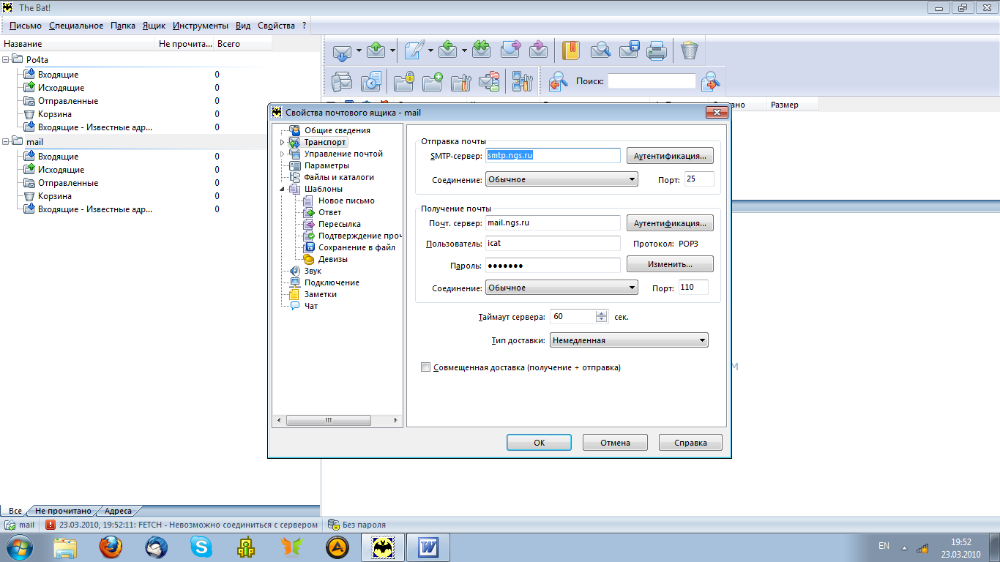 The Bat!
Письмо Специальное Папка Ящик Инструменты Вид Свойства ?
Название Не прочита... Всего
Po4ta
Входящие 0
Исходящие 0
Отправленные 0
Корзина 0
Входящие - Известные адр... 0
mail
Входящие 0
Исходящие 0
Отправленные 0
Корзина 0
Входящие - Известные адр... 0
Поиск:
Размер
Свойства почтового ящика - mail
Общие сведения
Транспорт
Управление почтой
Параметры
Файлы и каталоги
Шаблоны
Новое письмо
Ответ
Пересылка
Подтверждение проч
Сохранение в файл
Девизы
Звук
Подключение
Заметки
Чат
Отправка почты
SMTP-сервер: smtp.ngs.ru Аутентификация...
Соединение: Обычное Порт: 25
Получение почты
Почт. сервер: mail.ngs.ru Аутентификация...
Пользователь: icat Протокол: POP3
Пароль: ●●●●●●● Изменить...
Соединение: Обычное Порт: 110
Таймаут сервера: 60 сек.
Тип доставки: Немедленная
Совмещенная доставка (получение + отправка)
OK Отмена Справка
Все Не прочитано Адреса
mail 23.03.2010, 19:52:11: FETCH - Невозможно соединиться с сервером Без пароля
EN 19:52
23.03.2010